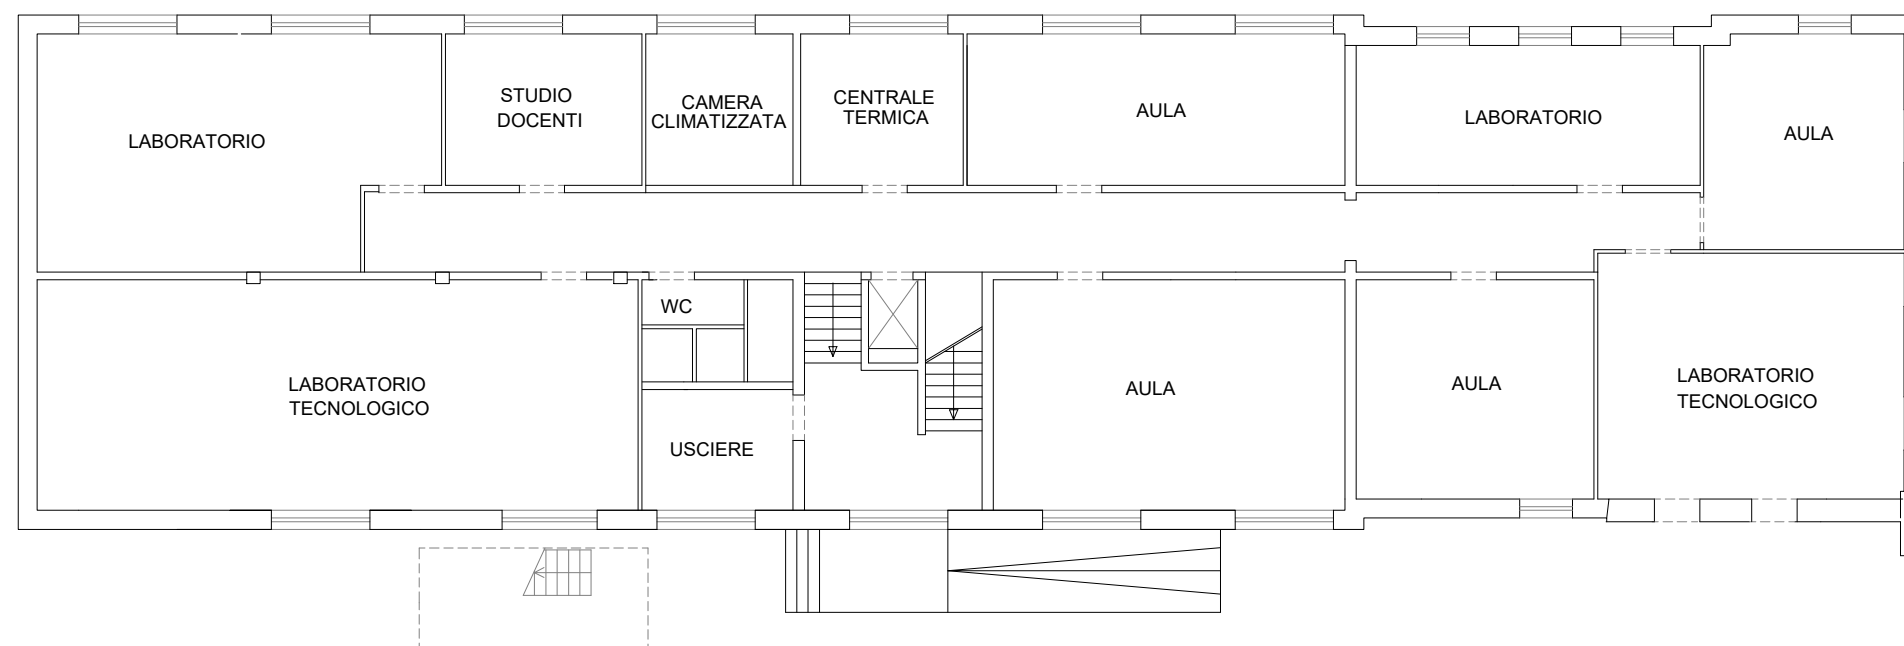 LABORATORIO
STUDIO
DOCENTI
CAMERA
CLIMATIZZATA
CENTRALE
TERMICA
AULA
LABORATORIO
AULA
WC
LABORATORIO
TECNOLOGICO
USCIERE
AULA
AULA
LABORATORIO
TECNOLOGICO